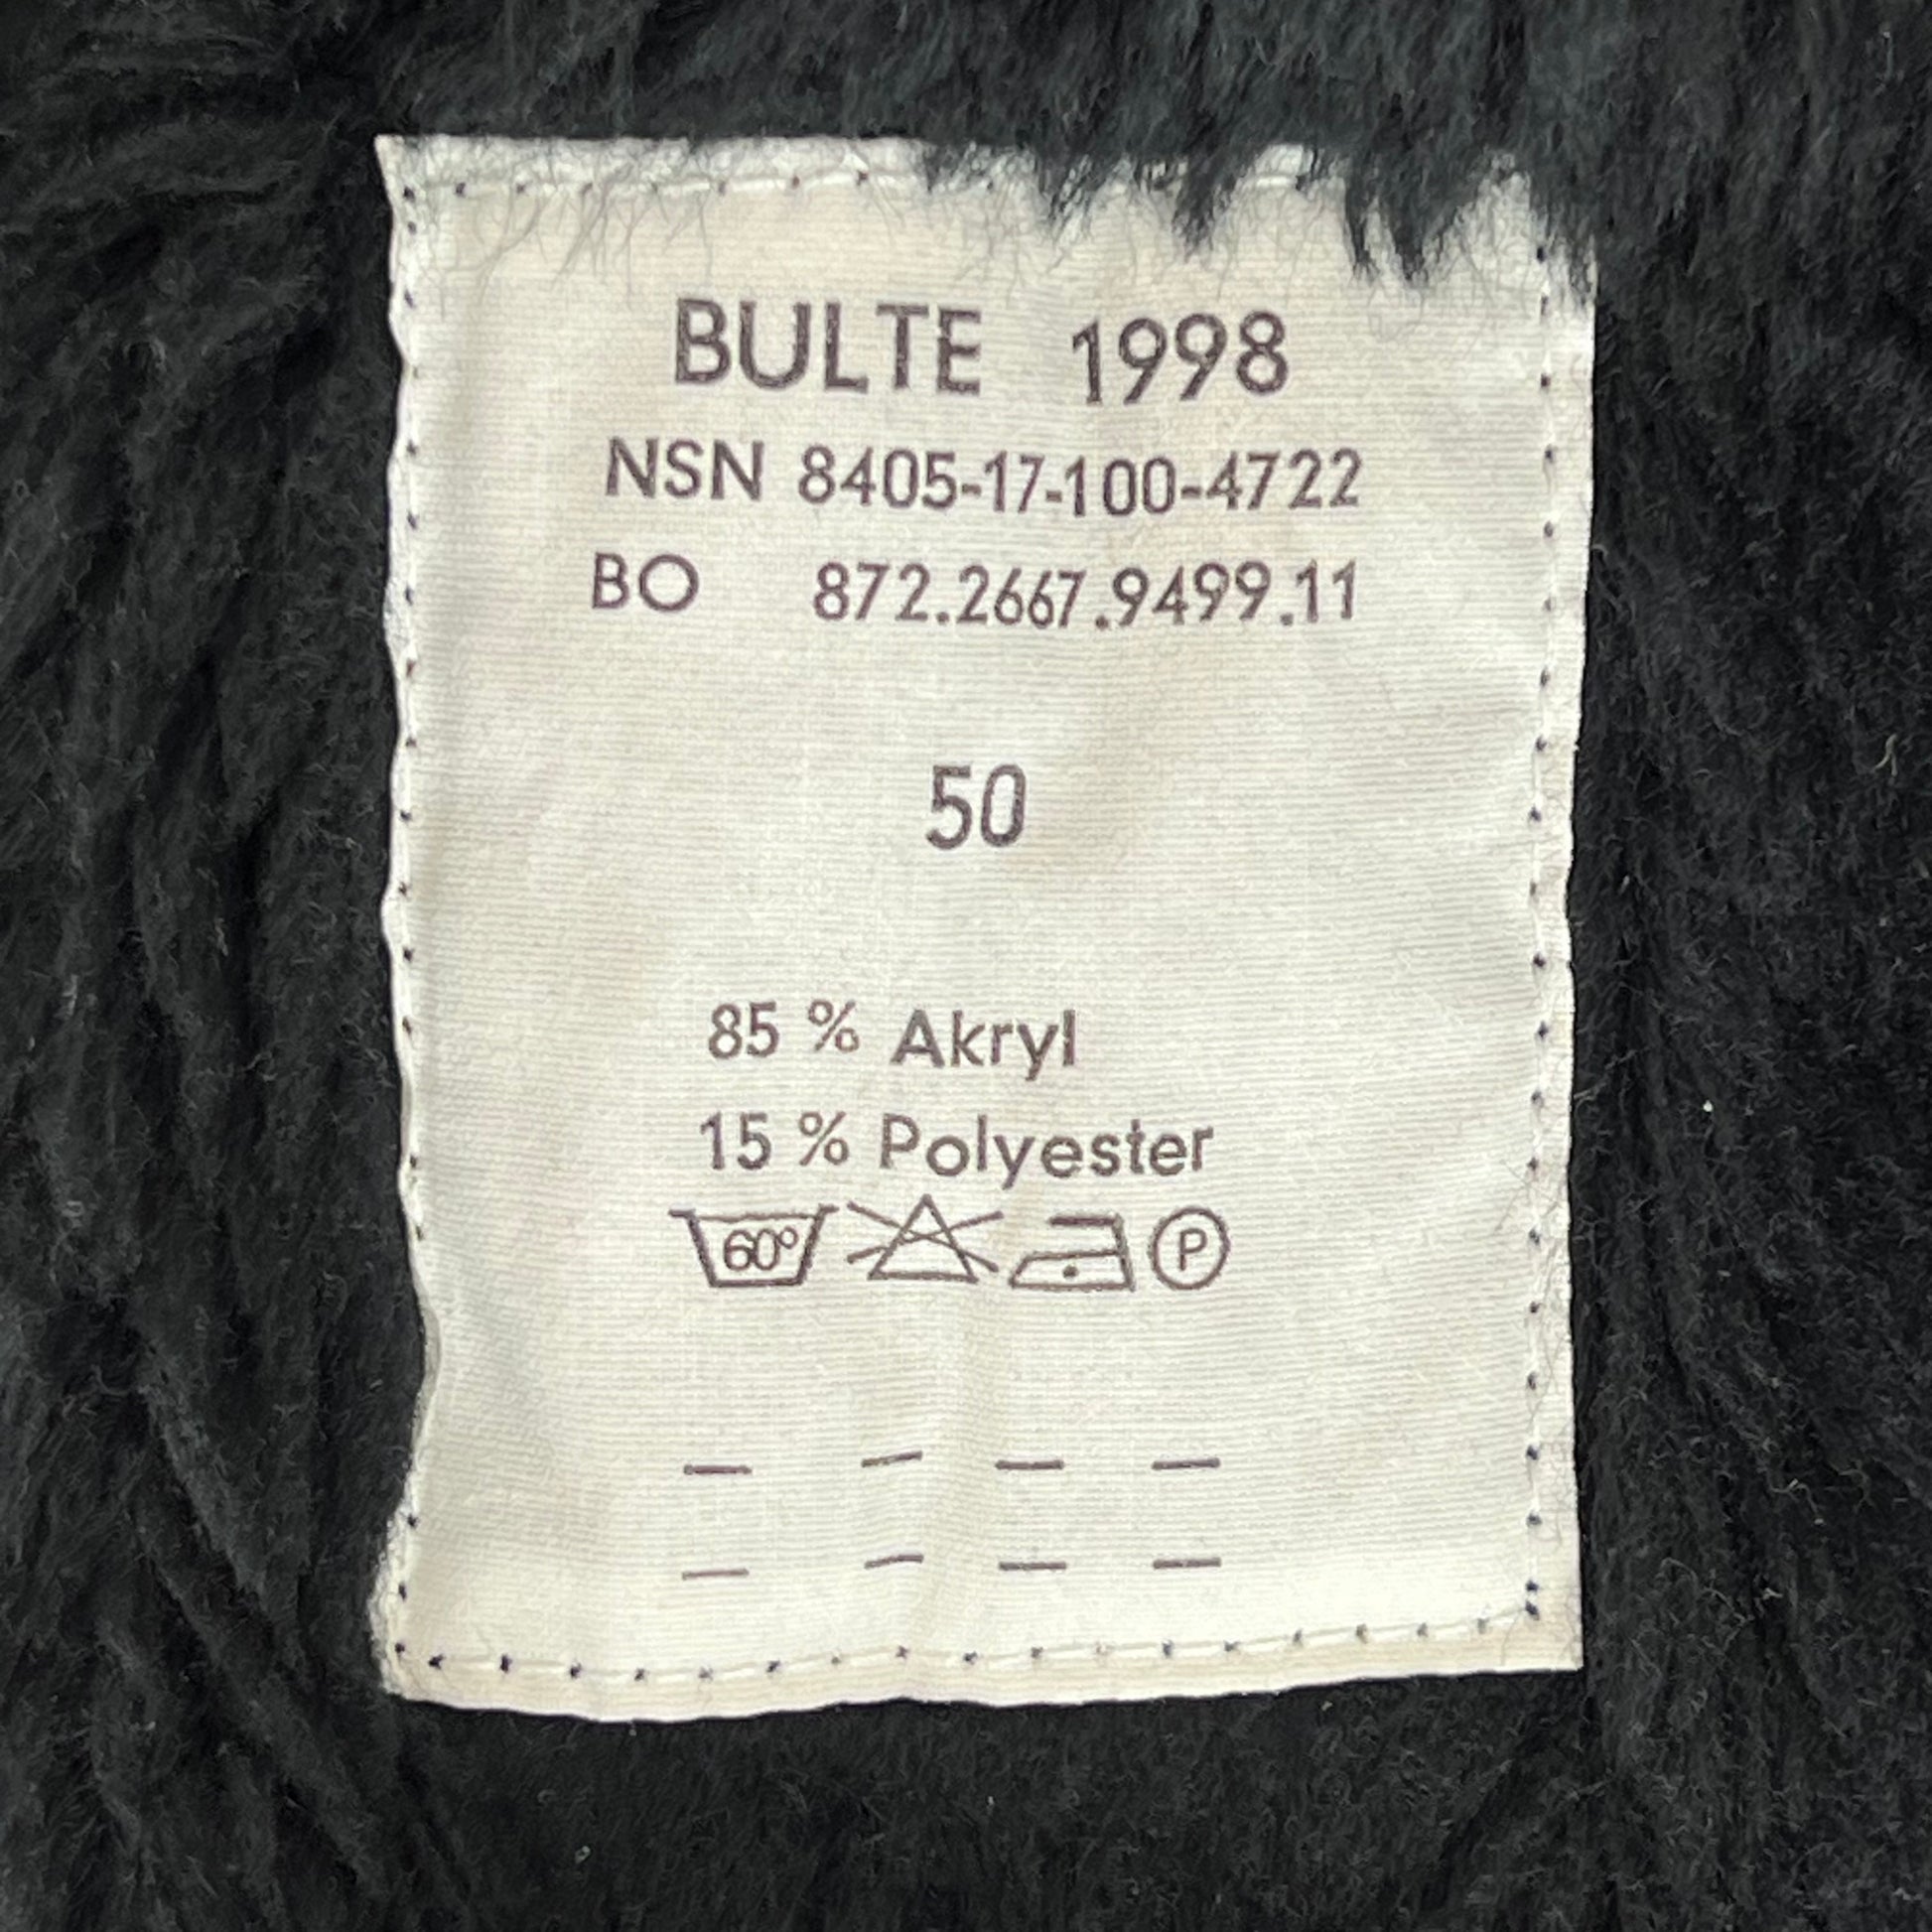 BULTE 1998
NSN 8405-17-100-4722
BO 872.2667.9499.11
50
85 % Akryl
15 % Polyester
60° P
— — — —
— — — —